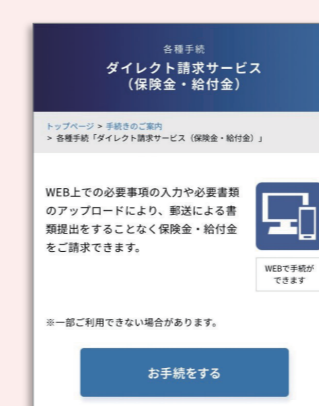 各種手続
ダイレクト請求サービス
（保険金・給付金）
トップページ > 手続きのご案内
> 各種手続「ダイレクト請求サービス（保険金・給付金）」
WEB上での必要事項の入力や必要書類
のアップロードにより、郵送による書
類提出をすることなく保険金・給付金
をご請求できます。
WEBで手続が
できます
※一部ご利用できない場合があります。
お手続をする